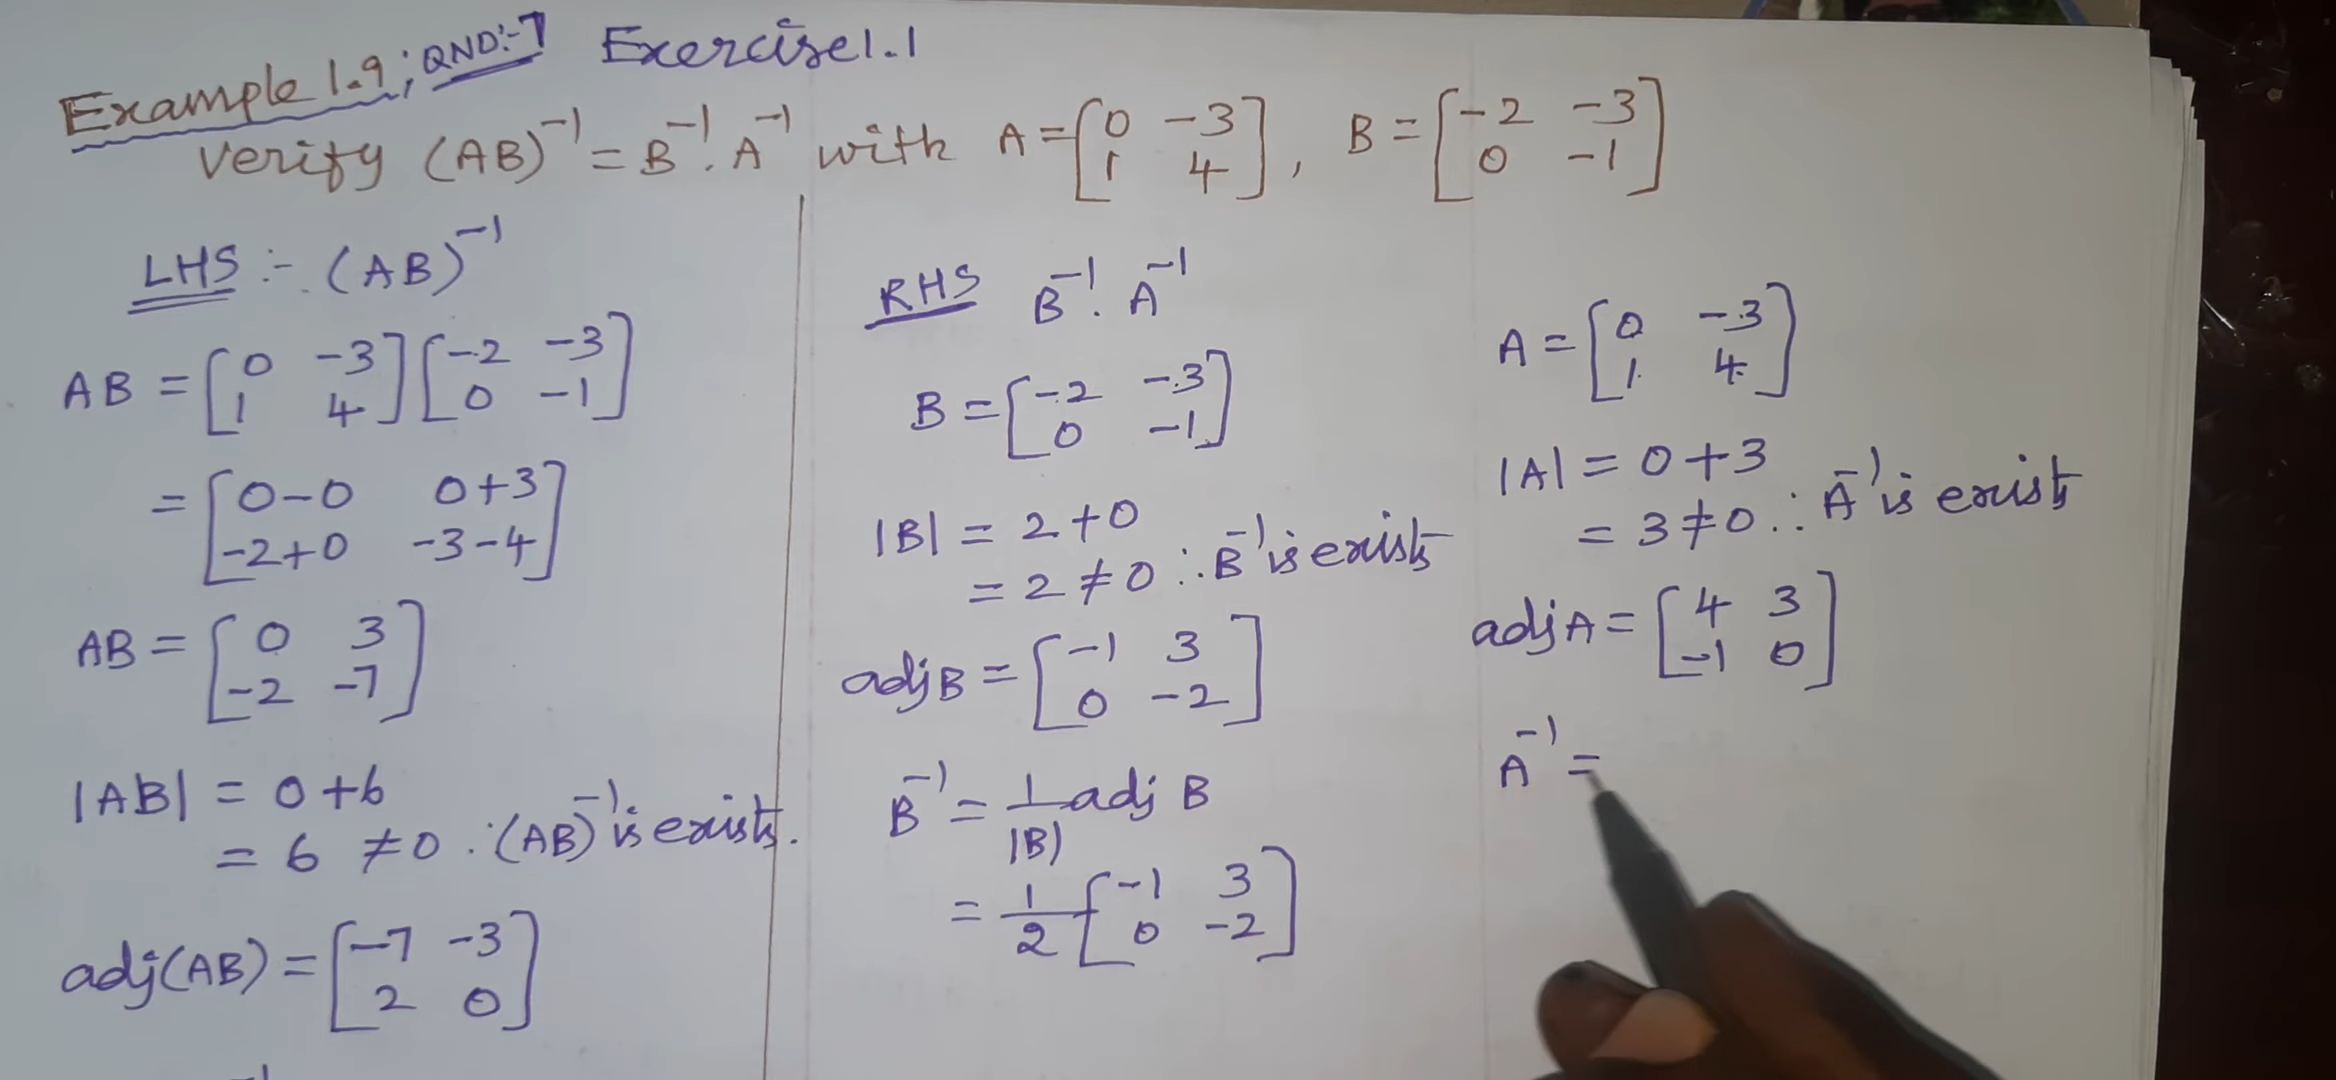 Example 1.9; QNO:-7 Exercise 1.1
Verify (AB)⁻¹ = B⁻¹. A⁻¹ with A = [0 -3; 1 4], B = [-2 -3; 0 -1]
LHS :- (AB)⁻¹
AB = [0 -3; 1 4] [-2 -3; 0 -1]
= [0-0 0+3; -2+0 -3-4]
AB = [0 3; -2 -7]
|AB| = 0+6
= 6 ≠ 0 ∴ (AB)⁻¹ is exists.
adj(AB) = [-7 -3; 2 0]
-1
RHS B⁻¹. A⁻¹
B = [-2 -3; 0 -1]
|B| = 2+0
= 2 ≠ 0 ∴ B⁻¹ is exists
adj B = [-1 3; 0 -2]
B⁻¹ = 1/|B| adj B
= 1/2 [-1 3; 0 -2]
A = [0 -3; 1 4]
|A| = 0+3
= 3 ≠ 0 ∴ A⁻¹ is exists
adj A = [4 3; -1 0]
A⁻¹ =